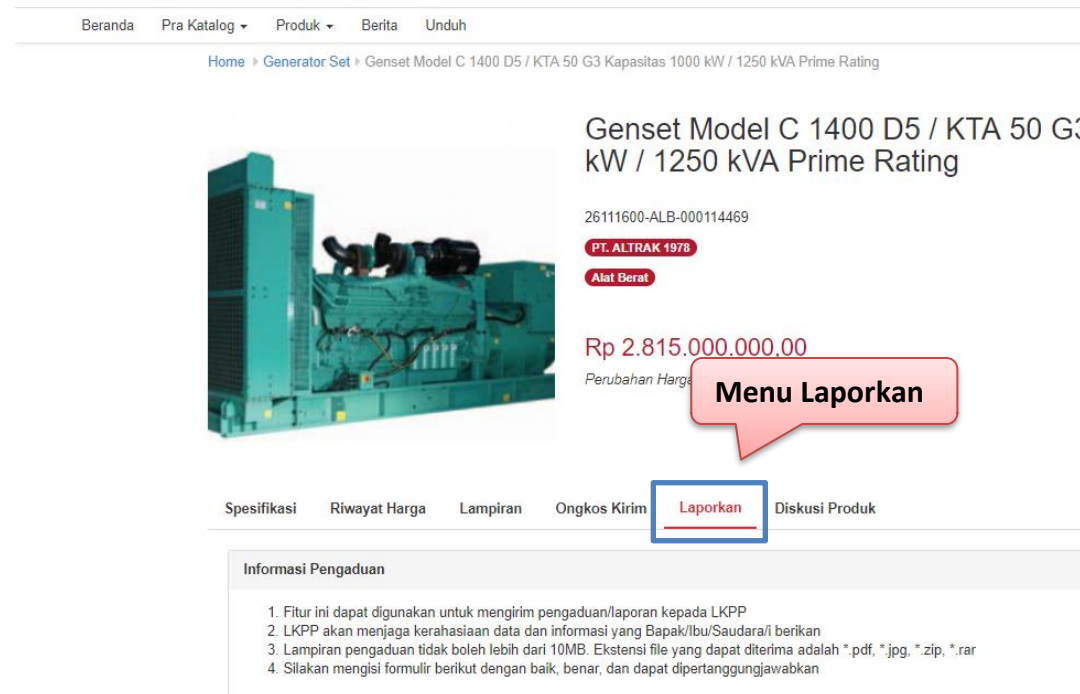 Beranda Pra Katalog Produk Berita Unduh
Home Generator Set Genset Model C 1400 D5 / KTA 50 G3 Kapasitas 1000 kW / 1250 kVA Prime Rating
Genset Model C 1400 D5 / KTA 50 G3
kW / 1250 kVA Prime Rating
26111600-ALB-000114469
PT. ALTRAK 1978
Alat Berat
Rp 2.815.000.000,00
Perubahan Harga
Menu Laporkan
Spesifikasi Riwayat Harga Lampiran Ongkos Kirim Laporkan Diskusi Produk
Informasi Pengaduan
1. Fitur ini dapat digunakan untuk mengirim pengaduan/laporan kepada LKPP
2. LKPP akan menjaga kerahasiaan data dan informasi yang Bapak/Ibu/Saudara/i berikan
3. Lampiran pengaduan tidak boleh lebih dari 10MB. Ekstensi file yang dapat diterima adalah *.pdf, *.jpg, *.zip, *.rar
4. Silakan mengisi formulir berikut dengan baik, benar, dan dapat dipertanggungjawabkan